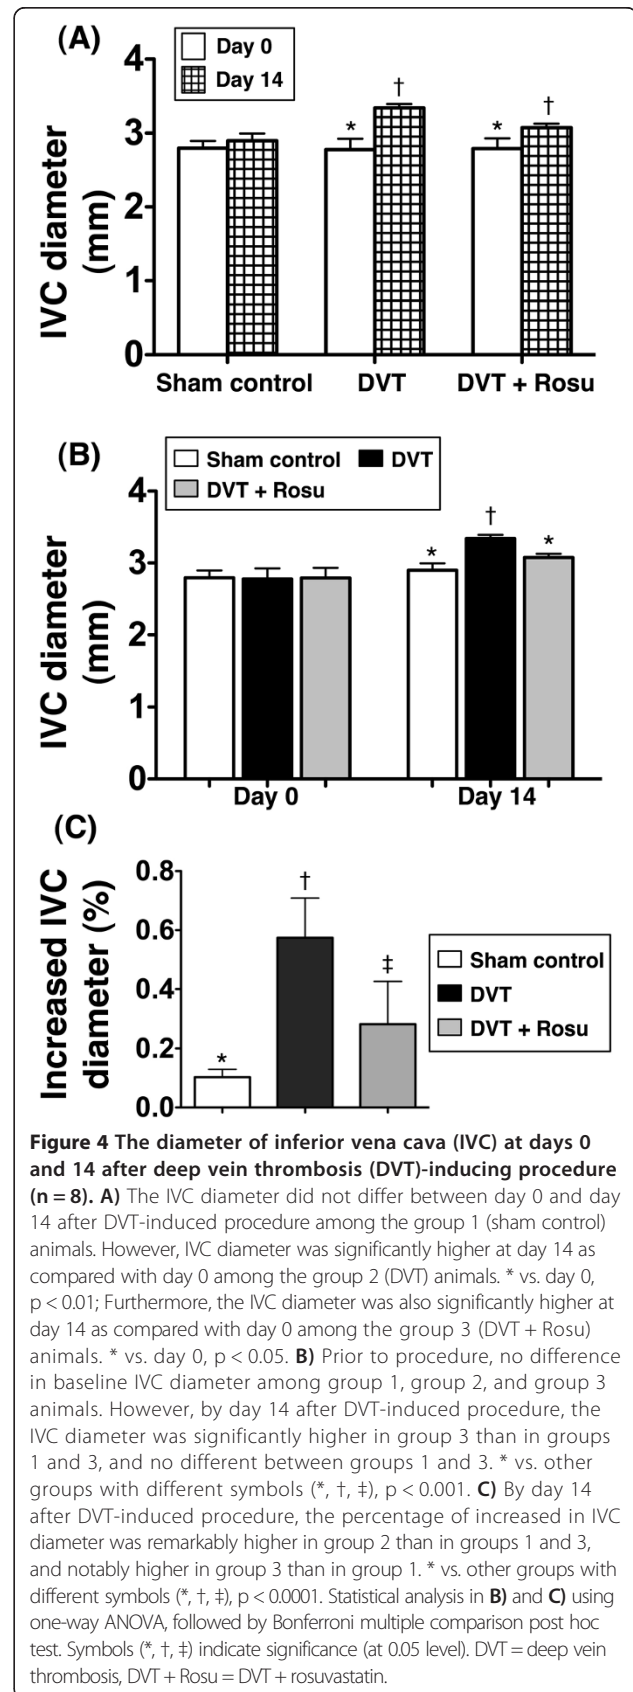 (A)
Day 0
Day 14
4
3
2
1
0
IVC diameter
(mm)
*
†
*
†
Sham control
DVT
DVT + Rosu
(B)
Sham control
DVT
DVT + Rosu
4
3
2
1
0
IVC diameter
(mm)
*
†
*
Day 0
Day 14
(C)
0.8
0.6
0.4
0.2
0.0
Increased IVC
diameter (%)
*
†
‡
Sham control
DVT
DVT + Rosu
Figure 4 The diameter of inferior vena cava (IVC) at days 0
and 14 after deep vein thrombosis (DVT)-inducing procedure
(n = 8). A) The IVC diameter did not differ between day 0 and day
14 after DVT-induced procedure among the group 1 (sham control)
animals. However, IVC diameter was significantly higher at day 14 as
compared with day 0 among the group 2 (DVT) animals. * vs. day 0,
p < 0.01; Furthermore, the IVC diameter was also significantly higher at
day 14 as compared with day 0 among the group 3 (DVT + Rosu)
animals. * vs. day 0, p < 0.05. B) Prior to procedure, no difference
in baseline IVC diameter among group 1, group 2, and group 3
animals. However, by day 14 after DVT-induced procedure, the
IVC diameter was significantly higher in group 3 than in groups
1 and 3, and no different between groups 1 and 3. * vs. other
groups with different symbols (*, †, ‡), p < 0.001. C) By day 14
after DVT-induced procedure, the percentage of increased in IVC
diameter was remarkably higher in group 2 than in groups 1 and 3,
and notably higher in group 3 than in group 1. * vs. other groups with
different symbols (*, †, ‡), p < 0.0001. Statistical analysis in B) and C) using
one-way ANOVA, followed by Bonferroni multiple comparison post hoc
test. Symbols (*, †, ‡) indicate significance (at 0.05 level). DVT = deep vein
thrombosis, DVT + Rosu = DVT + rosuvastatin.